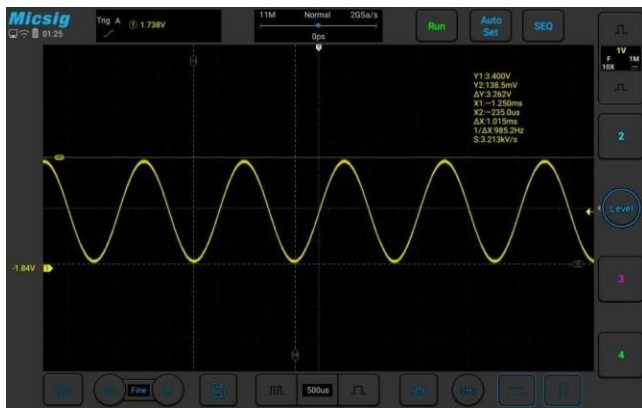 Micsig
01:25
Trig A ① 1.738V
11M Normal 2GSa/s
0ps
Run
Auto
Set
SEQ
1V
F 1M
10X
Y1:3.400V
Y2:138.5mV
ΔY:3.262V
X1:−1.250ms
X2:−235.0us
ΔX:1.015ms
1/ΔX:985.2Hz
S:3.213kV/s
2
Level
-1.84V
3
4
Fine
500us